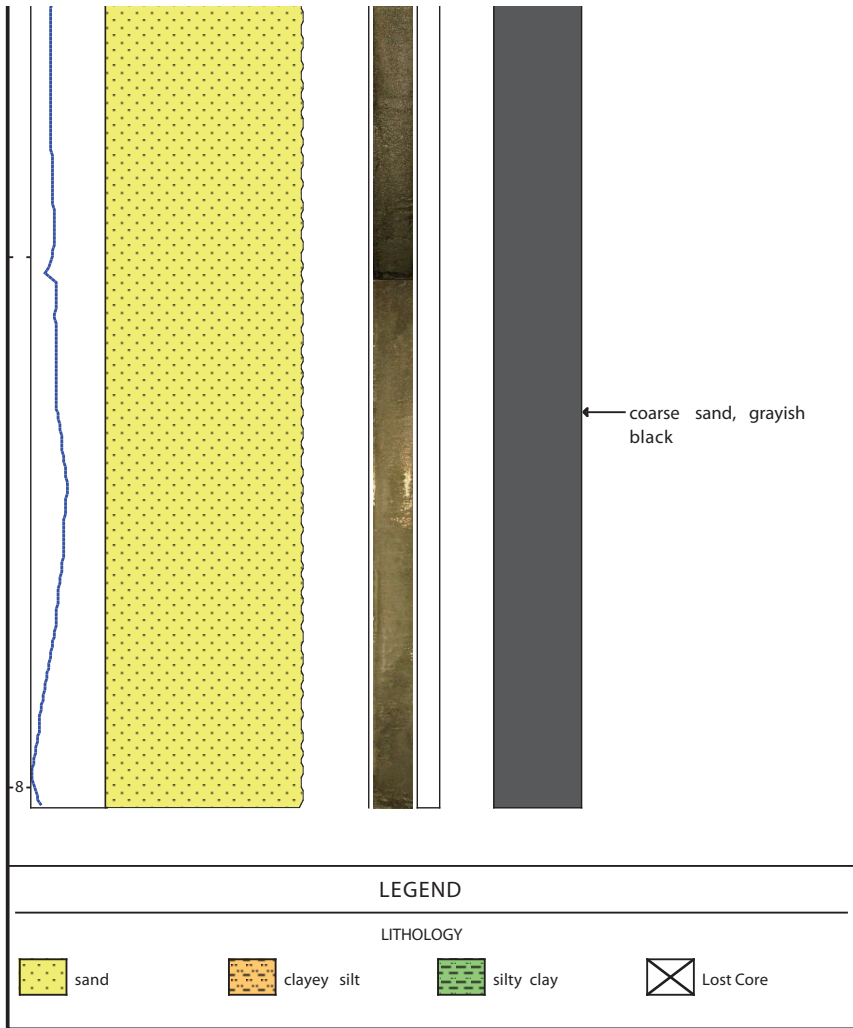 coarse sand, grayish
black
8
LEGEND
LITHOLOGY
sand clayey silt silty clay Lost Core